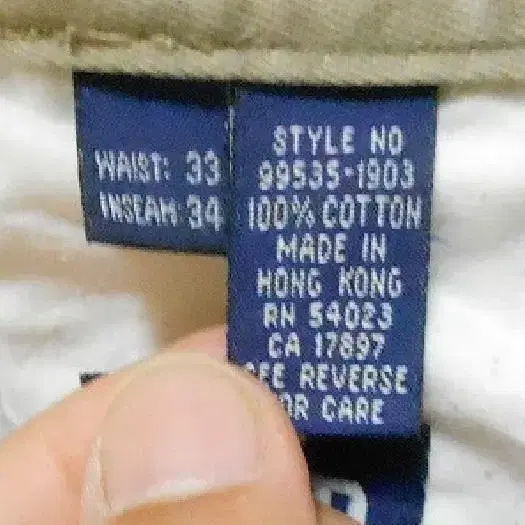 WAIST: 33
INSEAM 34
STYLE NO
99535-1903
100% COTTON
MADE IN
HONG KONG
RN 54023
CA 17897
SEE REVERSE
FOR CARE